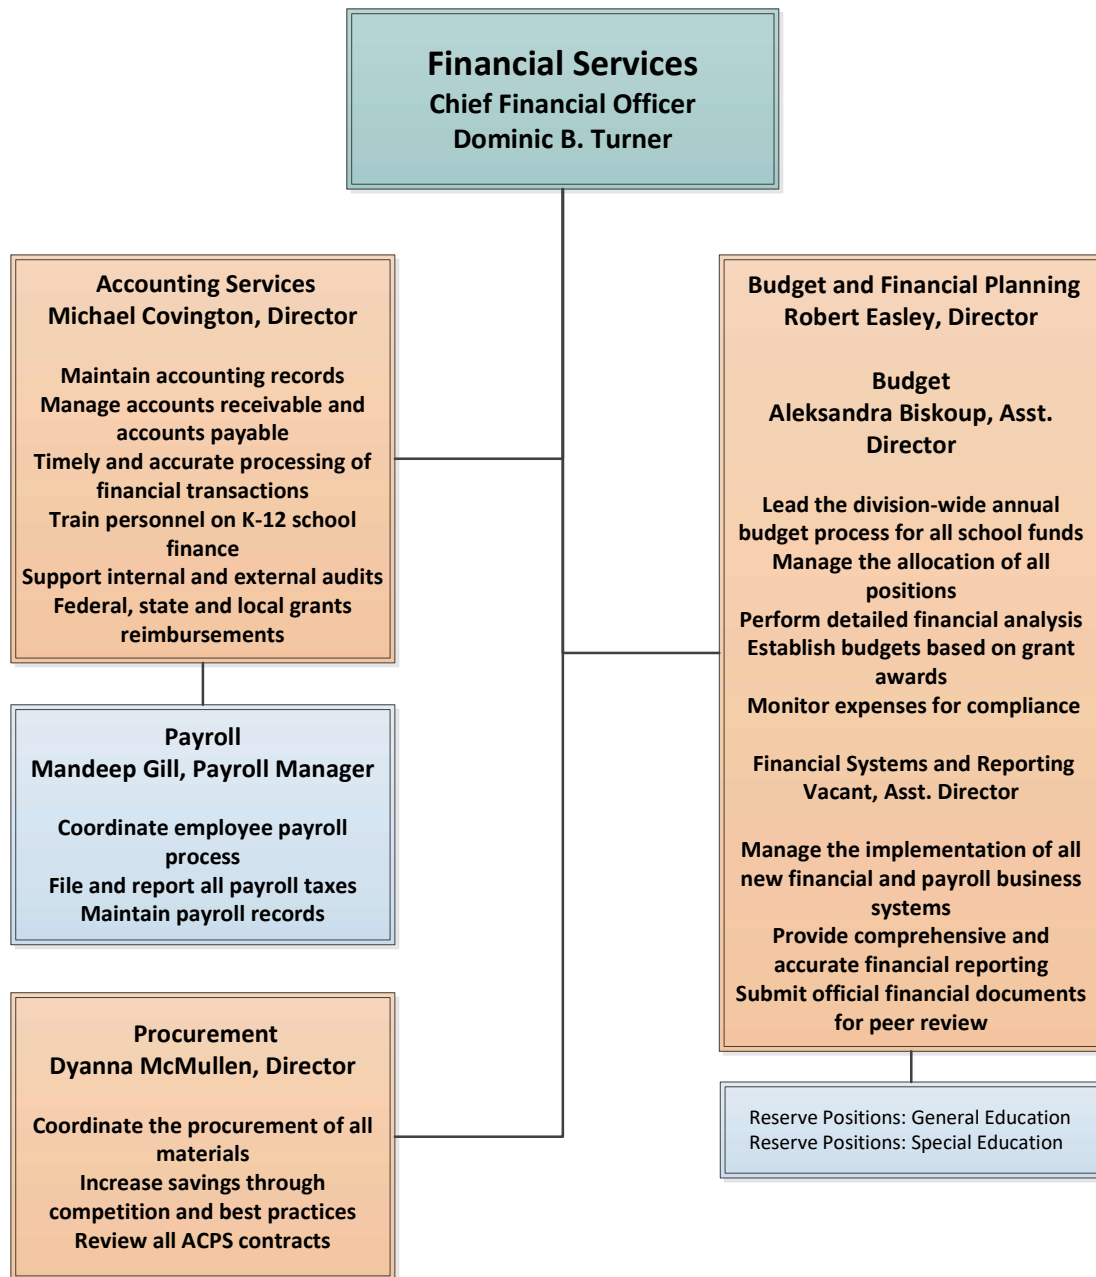 Financial Services
Chief Financial Officer
Dominic B. Turner
Accounting Services
Michael Covington, Director
Maintain accounting records
Manage accounts receivable and
accounts payable
Timely and accurate processing of
financial transactions
Train personnel on K-12 school
finance
Support internal and external audits
Federal, state and local grants
reimbursements
Payroll
Mandeep Gill, Payroll Manager
Coordinate employee payroll
process
File and report all payroll taxes
Maintain payroll records
Procurement
Dyanna McMullen, Director
Coordinate the procurement of all
materials
Increase savings through
competition and best practices
Review all ACPS contracts
Budget and Financial Planning
Robert Easley, Director
Budget
Aleksandra Biskoup, Asst.
Director
Lead the division-wide annual
budget process for all school funds
Manage the allocation of all
positions
Perform detailed financial analysis
Establish budgets based on grant
awards
Monitor expenses for compliance
Financial Systems and Reporting
Vacant, Asst. Director
Manage the implementation of all
new financial and payroll business
systems
Provide comprehensive and
accurate financial reporting
Submit official financial documents
for peer review
Reserve Positions: General Education
Reserve Positions: Special Education